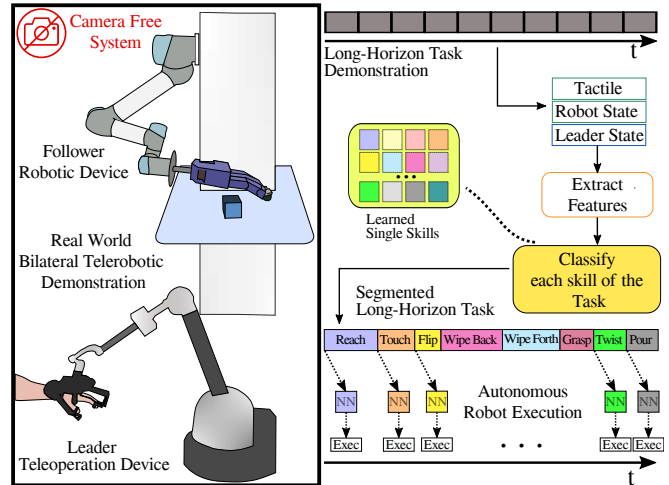 Camera Free
System
Follower
Robotic Device
Real World
Bilateral Telerobotic
Demonstration
Leader
Teleoperation Device
t
Long-Horizon Task
Demonstration
Tactile
Robot State
Leader State
Extract
Features
Learned
Single Skills
Classify
each skill of the
Task
Segmented
Long-Horizon Task
Reach Touch Flip Wipe Back Wipe Forth Grasp Twist Pour
NN NN NN NN NN
Autonomous
Robot Execution
Exec Exec Exec Exec Exec
t